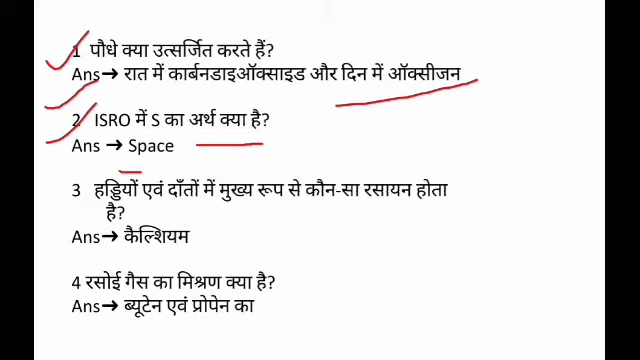 1 पौधे क्या उत्सर्जित करते हैं?
Ans→ रात में कार्बनडाइऑक्साइड और दिन में ऑक्सीजन
2 ISRO में S का अर्थ क्या है?
Ans → Space
3 हड्डियों एवं दाँतों में मुख्य रूप से कौन-सा रसायन होता
है?
Ans→ कैल्शियम
4 रसोई गैस का मिश्रण क्या है?
Ans→ ब्यूटेन एवं प्रोपेन का